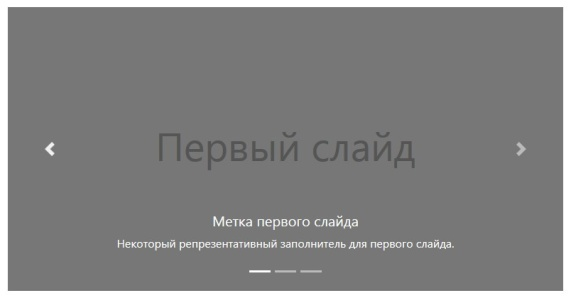 Первый слайд
Метка первого слайда
Некоторый репрезентативный заполнитель для первого слайда.